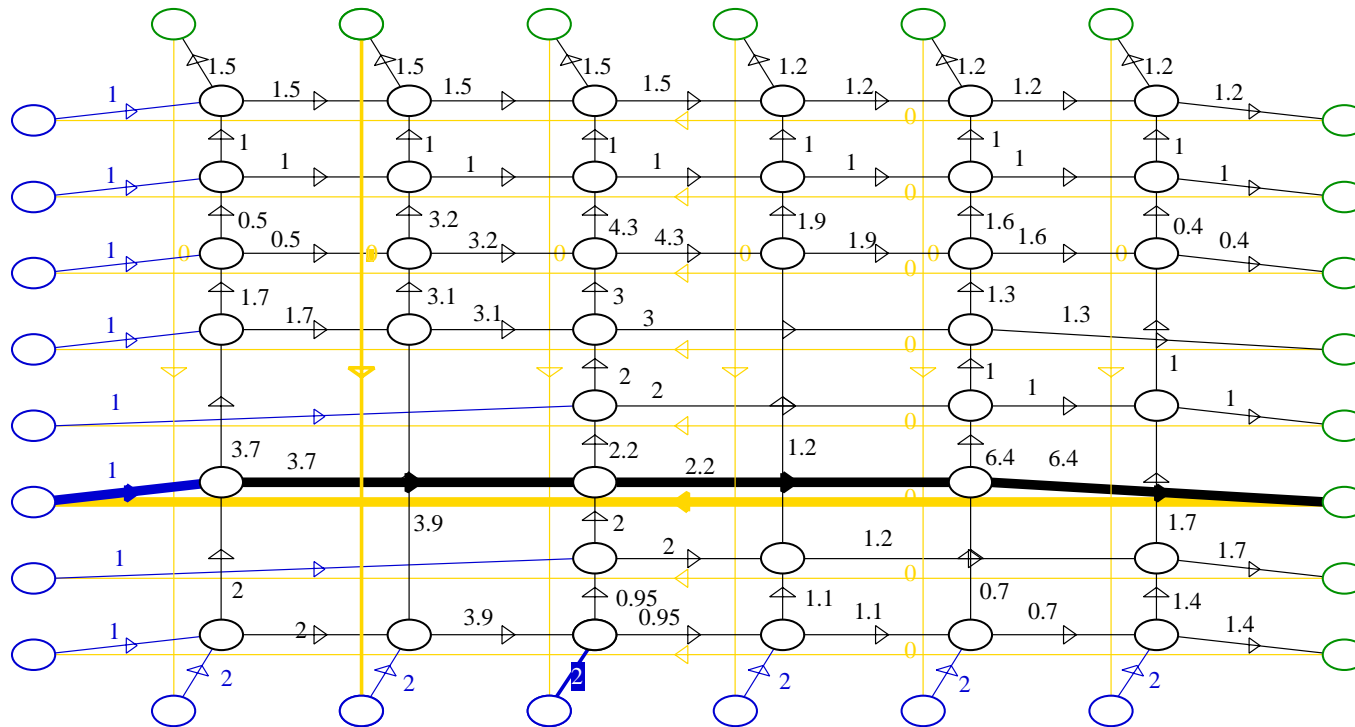 1.5 1.5 1.5 1.2 1.2 1.2
1 1.5 1.5 1.5 1.2 1.2 1.2
0
1 1 1 1 1 1
1 1 1 1 1 1 1
0
0.5 3.2 4.3 1.9 1.6 0.4
1 0.5 3.2 4.3 1.9 1.6 0.4
0 0 0 0 0 0
0
1.7 3.1 3 1.3
1 1.7 3.1 3 1.3
0
2 1 1
1 2 1 1
0
3.7 2.2 1.2 6.4
1 3.7 2.2 6.4
0
3.9 2 1.7
1 2 1.2 1.7
0
2 0.95 1.1 0.7 1.4
1 2 3.9 0.95 1.1 0.7 1.4
0
2 2 2 2 2 2